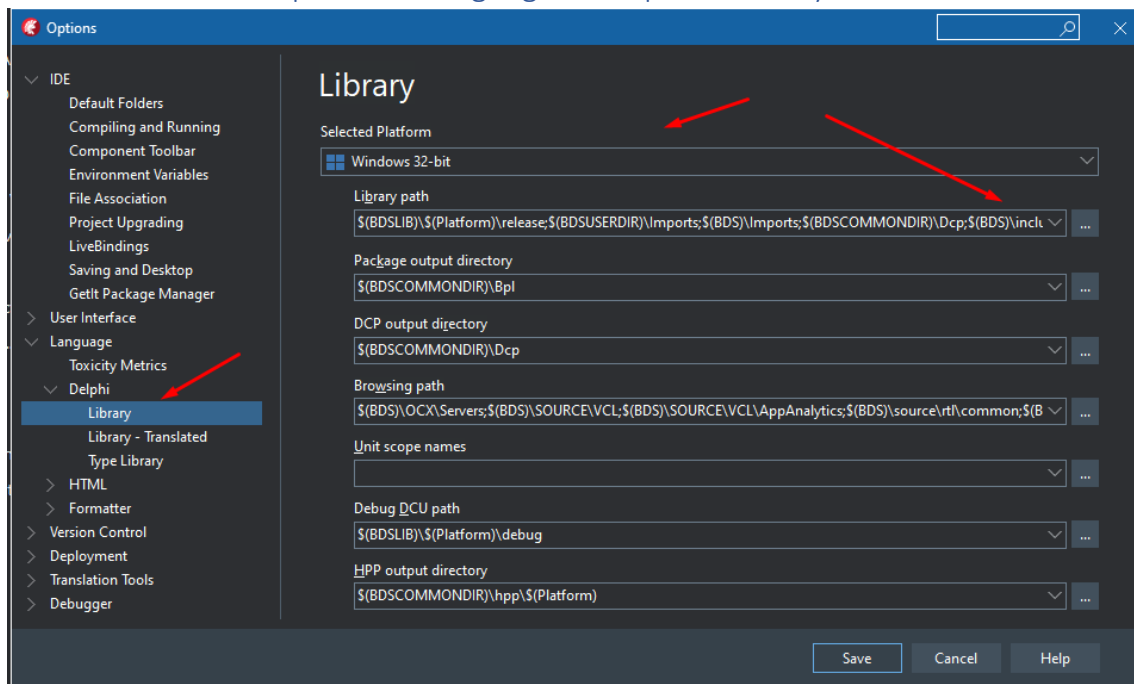 Options
IDE
Default Folders
Compiling and Running
Component Toolbar
Environment Variables
File Association
Project Upgrading
LiveBindings
Saving and Desktop
GetIt Package Manager
User Interface
Language
Toxicity Metrics
Delphi
Library
Library - Translated
Type Library
HTML
Formatter
Version Control
Deployment
Translation Tools
Debugger
Library
Selected Platform
Windows 32-bit
Library path
$(BDSLIB)\$(Platform)\release;$(BDSUSERDIR)\Imports;$(BDS)\Imports;$(BDSCOMMONDIR)\Dcp;$(BDS)\inclu ...
Package output directory
$(BDSCOMMONDIR)\Bpl ...
DCP output directory
$(BDSCOMMONDIR)\Dcp ...
Browsing path
$(BDS)\OCX\Servers;$(BDS)\SOURCE\VCL;$(BDS)\SOURCE\VCL\AppAnalytics;$(BDS)\source\rtl\common;$(B ...
Unit scope names
...
Debug DCU path
$(BDSLIB)\$(Platform)\debug ...
HPP output directory
$(BDSCOMMONDIR)\hpp\$(Platform) ...
Save Cancel Help